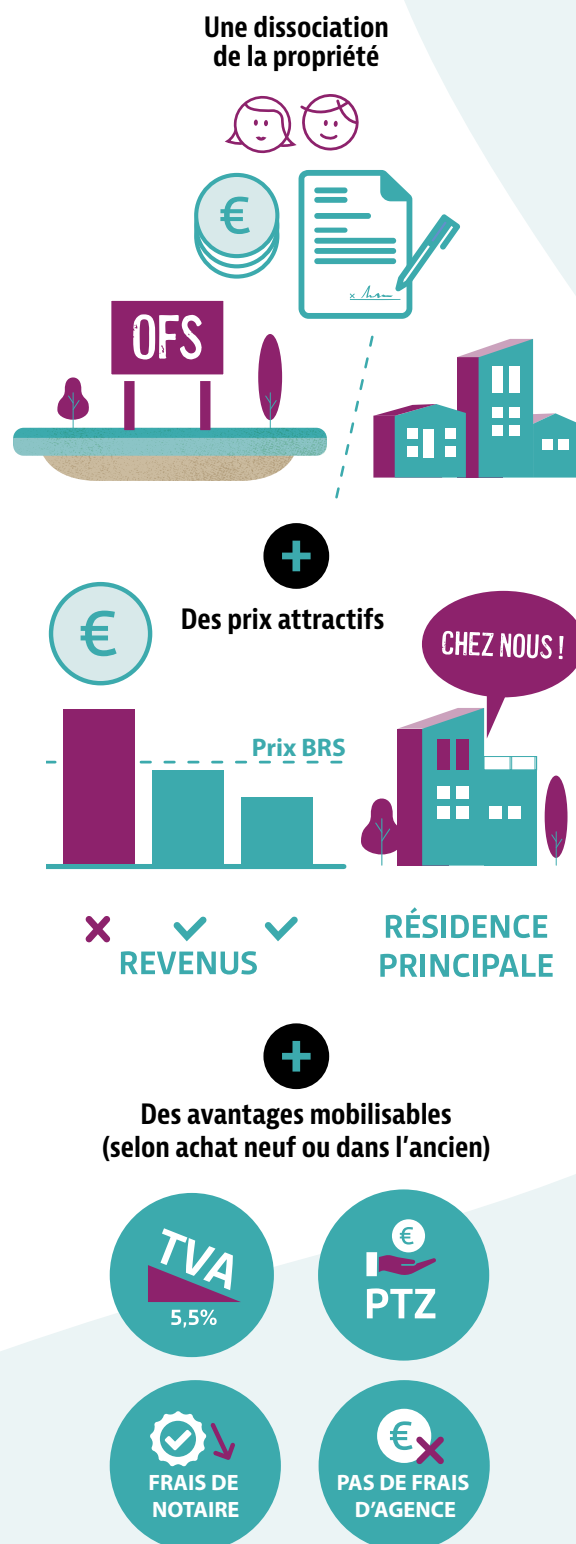 Une dissociation
de la propriété
€
OFS
Des prix attractifs
€
CHEZ NOUS !
Prix BRS
REVENUS
RÉSIDENCE
PRINCIPALE
Des avantages mobilisables
(selon achat neuf ou dans l’ancien)
TVA
5,5%
€
PTZ
FRAIS DE
NOTAIRE
€
PAS DE FRAIS
D’AGENCE